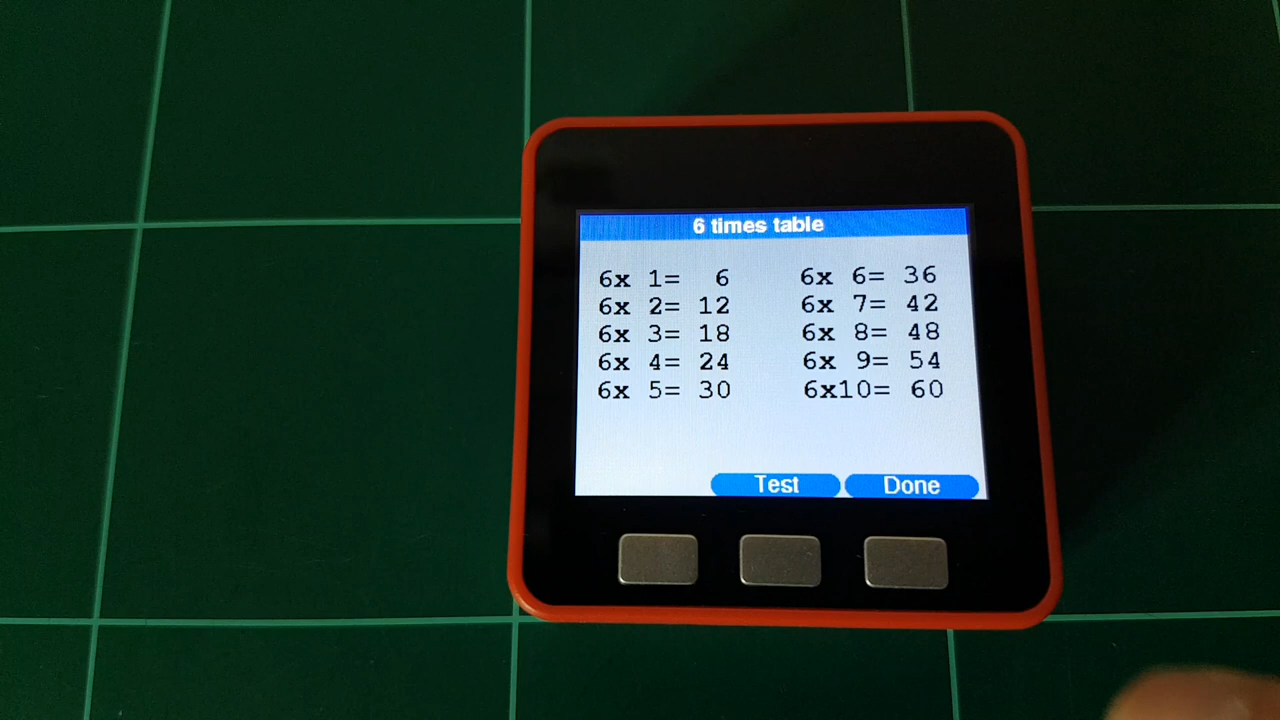 6 times table
6x 1= 6
6x 2= 12
6x 3= 18
6x 4= 24
6x 5= 30
6x 6= 36
6x 7= 42
6x 8= 48
6x 9= 54
6x10= 60
Test
Done